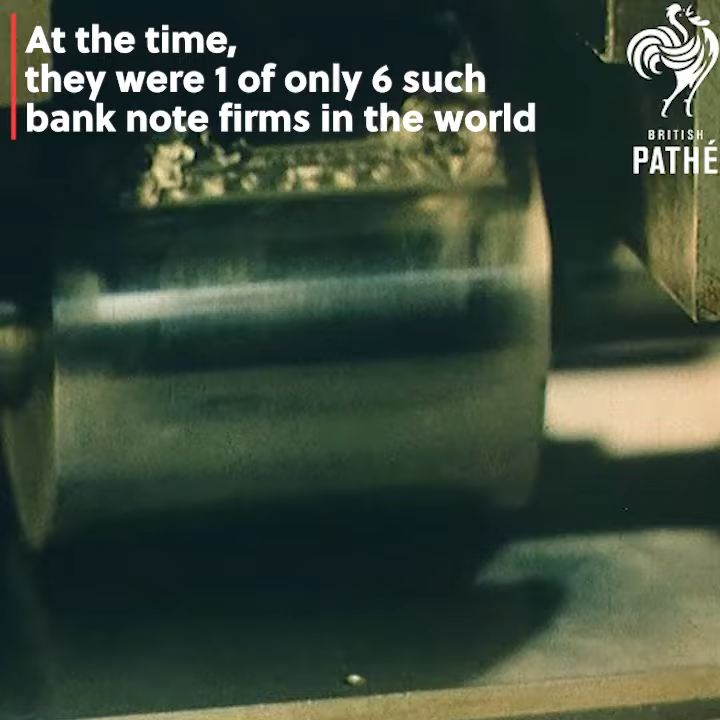 At the time,
they were 1 of only 6 such
bank note firms in the world
BRITISH
PATHÉ